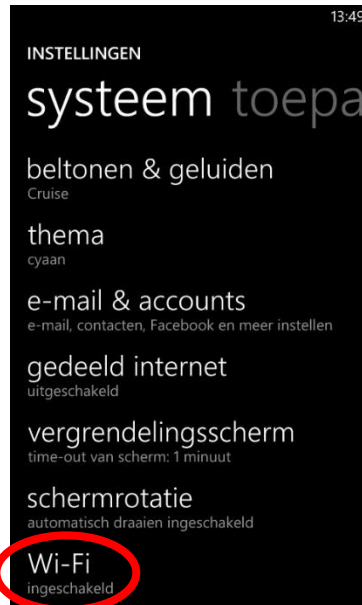 13:49
INSTELLINGEN
systeem toepa
beltonen & geluiden
Cruise
thema
cyaan
e-mail & accounts
e-mail, contacten, Facebook en meer instellen
gedeeld internet
uitgeschakeld
vergrendelingsscherm
time-out van scherm: 1 minuut
schermrotatie
automatisch draaien ingeschakeld
Wi-Fi
ingeschakeld